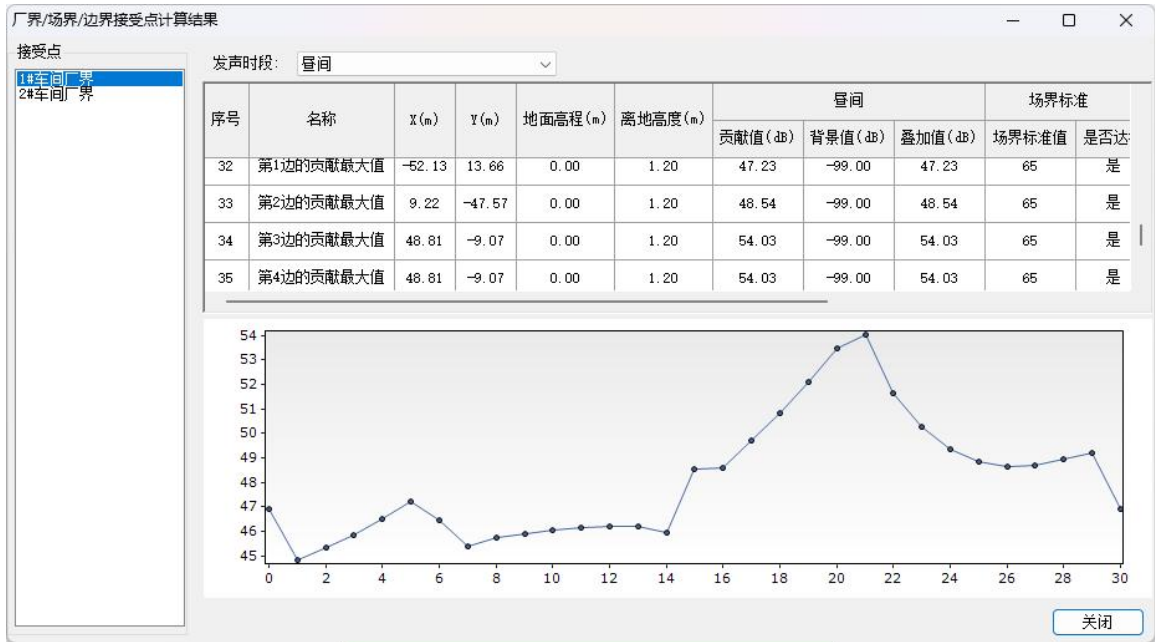 厂界/场界/边界接受点计算结果
接受点
1#车间厂界
2#车间厂界
发声时段: 昼间
序号 名称 X(m) Y(m) 地面高程(m) 离地高度(m) 昼间 场界标准
贡献值(dB) 背景值(dB) 叠加值(dB) 场界标准值 是否达
32 第1边的贡献最大值 -52.13 13.66 0.00 1.20 47.23 -99.00 47.23 65 是
33 第2边的贡献最大值 9.22 -47.57 0.00 1.20 48.54 -99.00 48.54 65 是
34 第3边的贡献最大值 48.81 -9.07 0.00 1.20 54.03 -99.00 54.03 65 是
35 第4边的贡献最大值 48.81 -9.07 0.00 1.20 54.03 -99.00 54.03 65 是
54
53
52
51
50
49
48
47
46
45
0 2 4 6 8 10 12 14 16 18 20 22 24 26 28 30
关闭